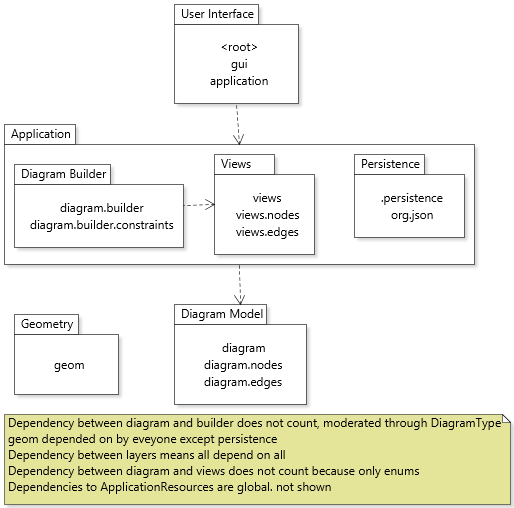 User Interface
<root>
gui
application
Application
Diagram Builder
diagram.builder
diagram.builder.constraints
Views
views
views.nodes
views.edges
Persistence
.persistence
org.json
Geometry
geom
Diagram Model
diagram
diagram.nodes
diagram.edges
Dependency between diagram and builder does not count, moderated through DiagramType
geom depended on by eveyone except persistence
Dependency between layers means all depend on all
Dependency between diagram and views does not count because only enums
Dependencies to ApplicationResources are global. not shown